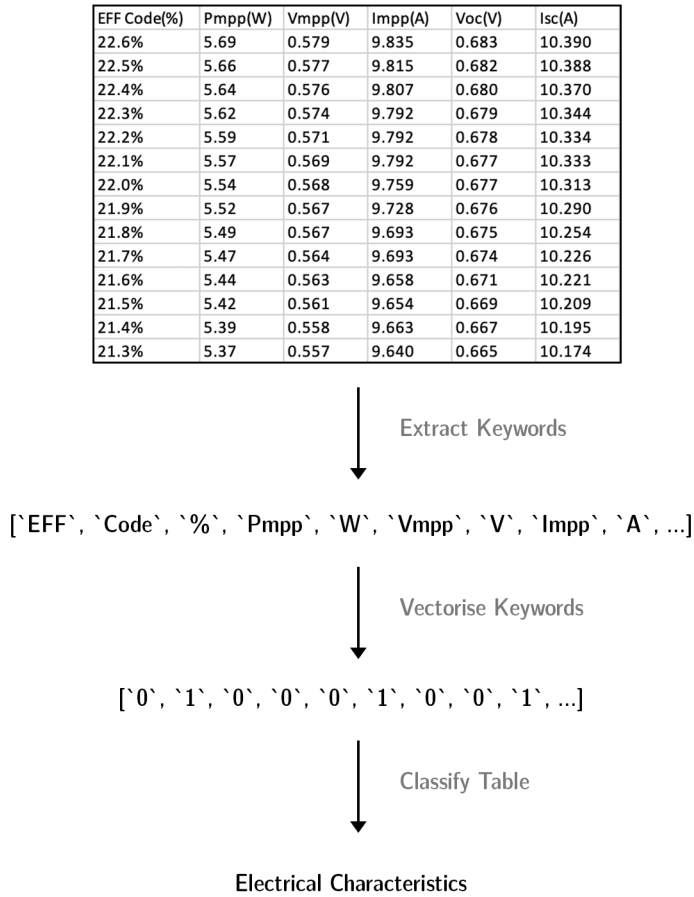 EFF Code(%) Pmpp(W) Vmpp(V) Impp(A) Voc(V) Isc(A)
22.6% 5.69 0.579 9.835 0.683 10.390
22.5% 5.66 0.577 9.815 0.682 10.388
22.4% 5.64 0.576 9.807 0.680 10.370
22.3% 5.62 0.574 9.792 0.679 10.344
22.2% 5.59 0.571 9.792 0.678 10.334
22.1% 5.57 0.569 9.792 0.677 10.333
22.0% 5.54 0.568 9.759 0.677 10.313
21.9% 5.52 0.567 9.728 0.676 10.290
21.8% 5.49 0.567 9.693 0.675 10.254
21.7% 5.47 0.564 9.693 0.674 10.226
21.6% 5.44 0.563 9.658 0.671 10.221
21.5% 5.42 0.561 9.654 0.669 10.209
21.4% 5.39 0.558 9.663 0.667 10.195
21.3% 5.37 0.557 9.640 0.665 10.174
Extract Keywords
[`EFF`, `Code`, `%`, `Pmpp`, `W`, `Vmpp`, `V`, `Impp`, `A`, ...]
Vectorise Keywords
[`0`, `1`, `0`, `0`, `0`, `1`, `0`, `0`, `1`, ...]
Classify Table
Electrical Characteristics